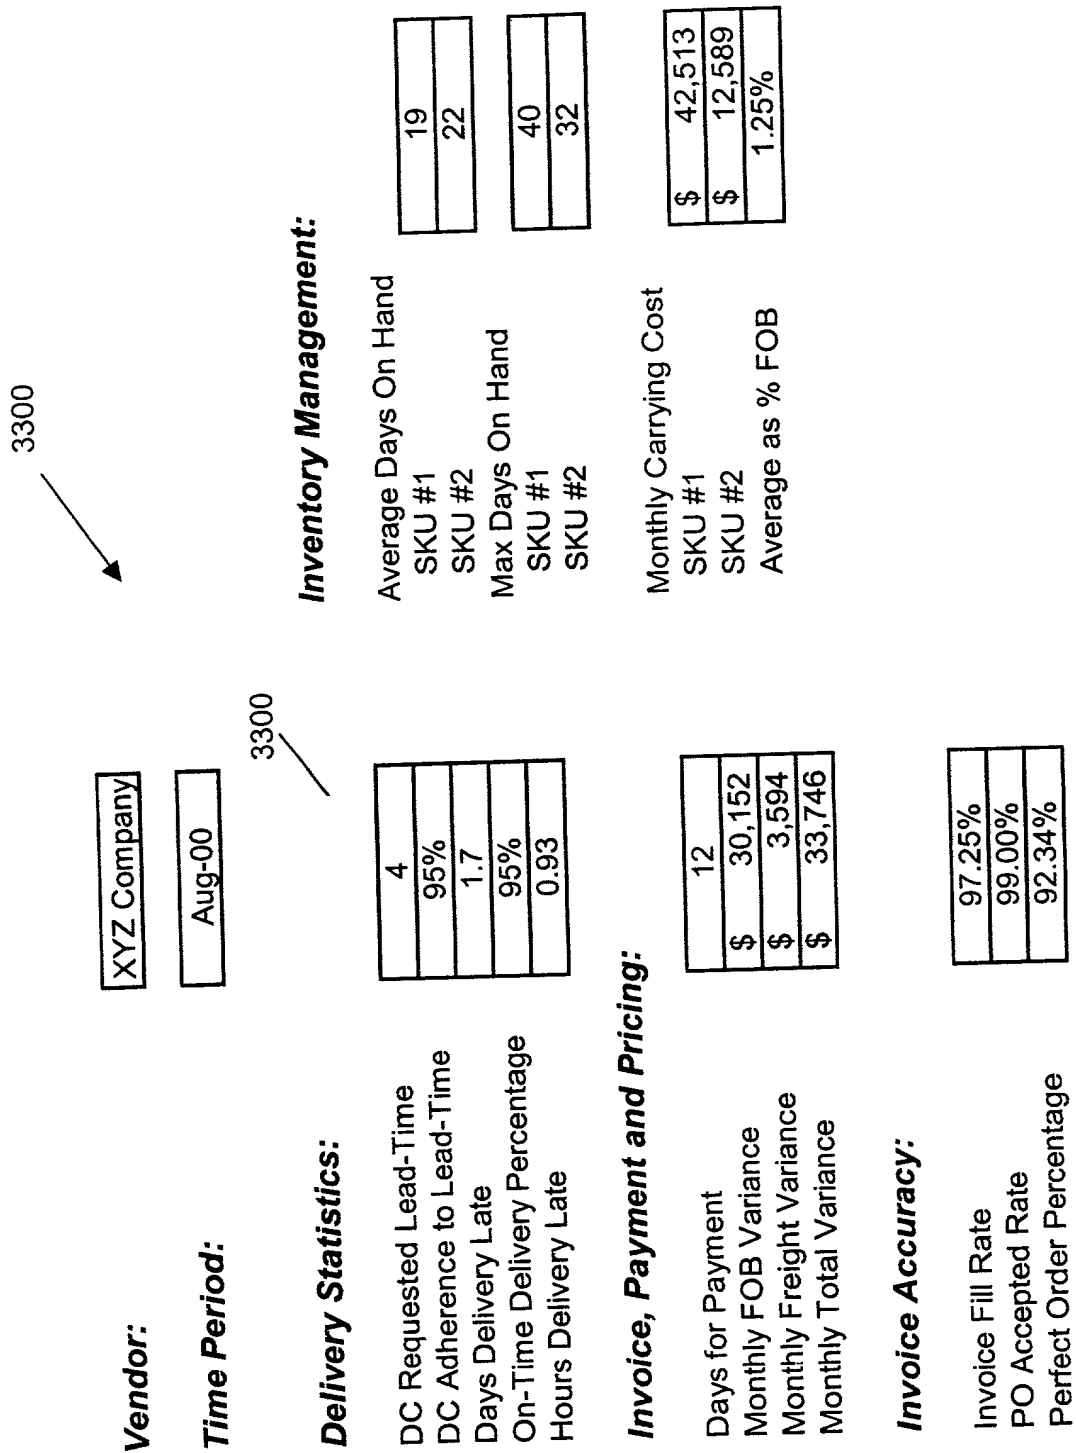 3300
Vendor: XYZ Company
Time Period: Aug-00
3300
Delivery Statistics:
DC Requested Lead-Time 4
DC Adherence to Lead-Time 95%
Days Delivery Late 1.7
On-Time Delivery Percentage 95%
Hours Delivery Late 0.93
Invoice, Payment and Pricing:
Days for Payment 12
Monthly FOB Variance $ 30,152
Monthly Freight Variance $ 3,594
Monthly Total Variance $ 33,746
Invoice Accuracy:
Invoice Fill Rate 97.25%
PO Accepted Rate 99.00%
Perfect Order Percentage 92.34%
Inventory Management:
Average Days On Hand
SKU #1 19
SKU #2 22
Max Days On Hand
SKU #1 40
SKU #2 32
Monthly Carrying Cost
SKU #1 $ 42,513
SKU #2 $ 12,589
Average as % FOB 1.25%